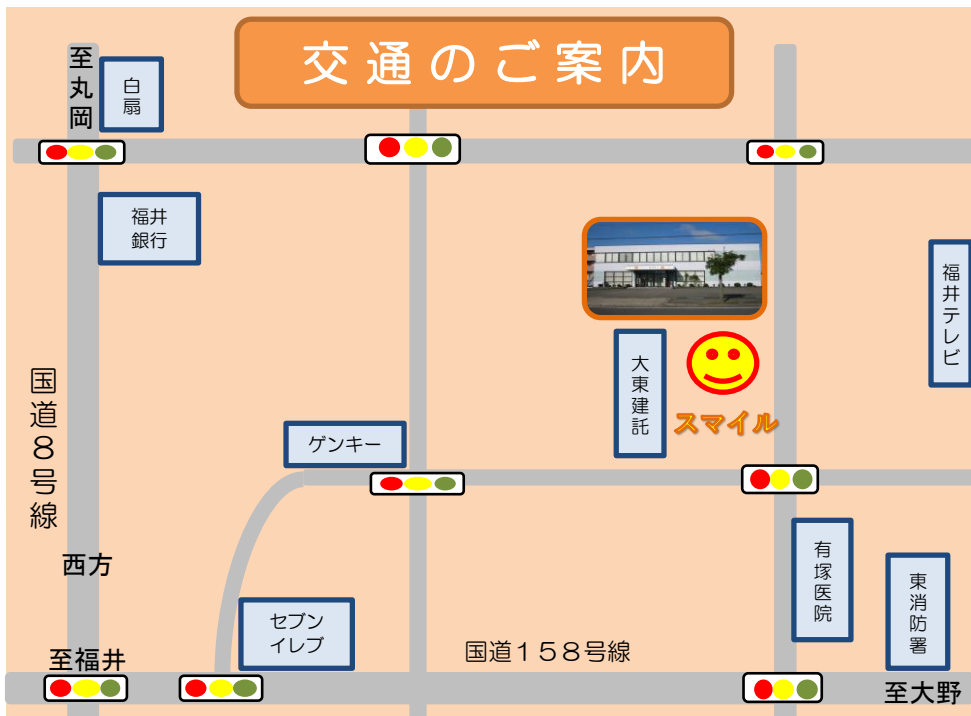 交通のご案内
至丸岡
白扇
福井
銀行
福井テレビ
大東建託
スマイル
国道８号線
ゲンキー
西方
有塚医院
東消防署
セブン
イレブ
国道１５８号線
至福井
至大野